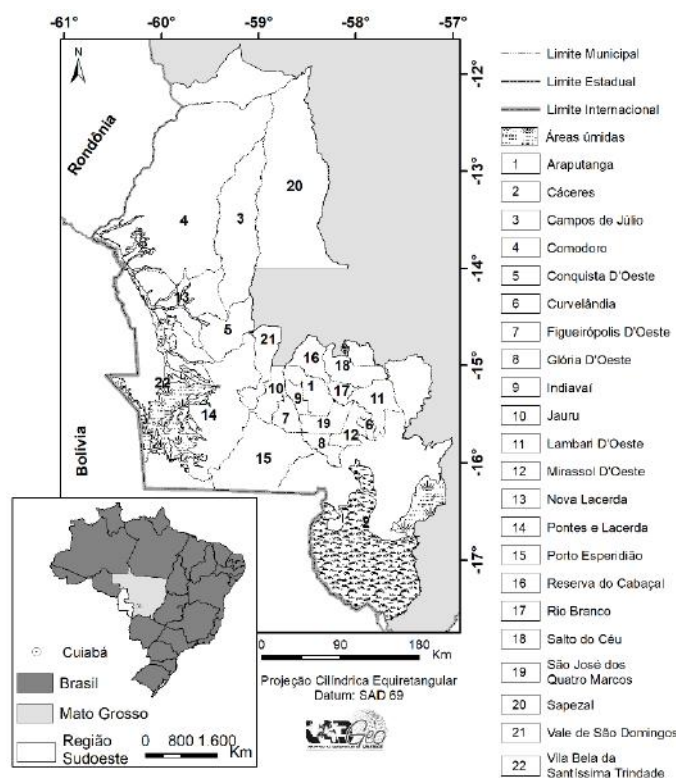 -61° -60° -59° -58° -57°
N
-12°
-13°
-14°
-15°
-16°
-17°
Rondônia
Bolívia
20
4
3
13
5
21
16
18
22
10
1
17
11
9
14
7
19
6
12
8
15
2
0 90 180
Km
Projeção Cilíndrica Equiretangular
Datum: SAD 69
Cuiabá
Brasil
Mato Grosso
Região
Sudoeste
0 800 1.600
Km
Limite Municipal
Limite Estadual
Limite Internacional
Áreas úmidas
1 Araputanga
2 Cáceres
3 Campos de Júlio
4 Comodoro
5 Conquista D'Oeste
6 Curvelândia
7 Figueirópolis D'Oeste
8 Glória D'Oeste
9 Indiavaí
10 Jauru
11 Lambari D'Oeste
12 Mirassol D'Oeste
13 Nova Lacerda
14 Pontes e Lacerda
15 Porto Esperidião
16 Reserva do Cabaçal
17 Rio Branco
18 Salto do Céu
19 São José dos
Quatro Marcos
20 Sapezal
21 Vale de São Domingos
22 Vila Bela da
Santíssima Trindade